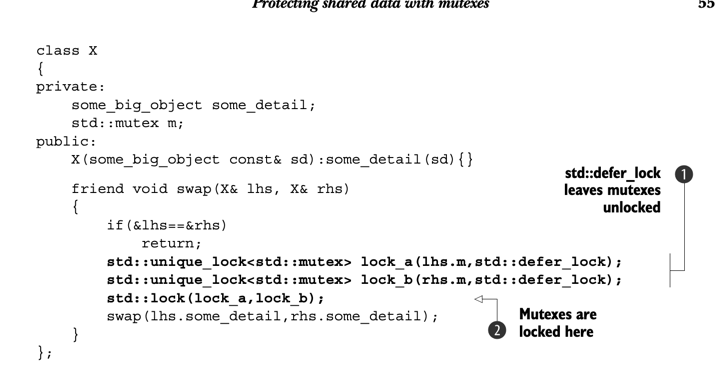 Protecting shared data with mutexes 55
class X
{
private:
    some_big_object some_detail;
    std::mutex m;
public:
    X(some_big_object const& sd):some_detail(sd){}
    friend void swap(X& lhs, X& rhs)
    {
        if(&lhs==&rhs)
            return;
        std::unique_lock<std::mutex> lock_a(lhs.m,std::defer_lock);
        std::unique_lock<std::mutex> lock_b(rhs.m,std::defer_lock);
        std::lock(lock_a,lock_b);
        swap(lhs.some_detail,rhs.some_detail);
    }
};
std::defer_lock 1
leaves mutexes
unlocked
Mutexes are
2 locked here